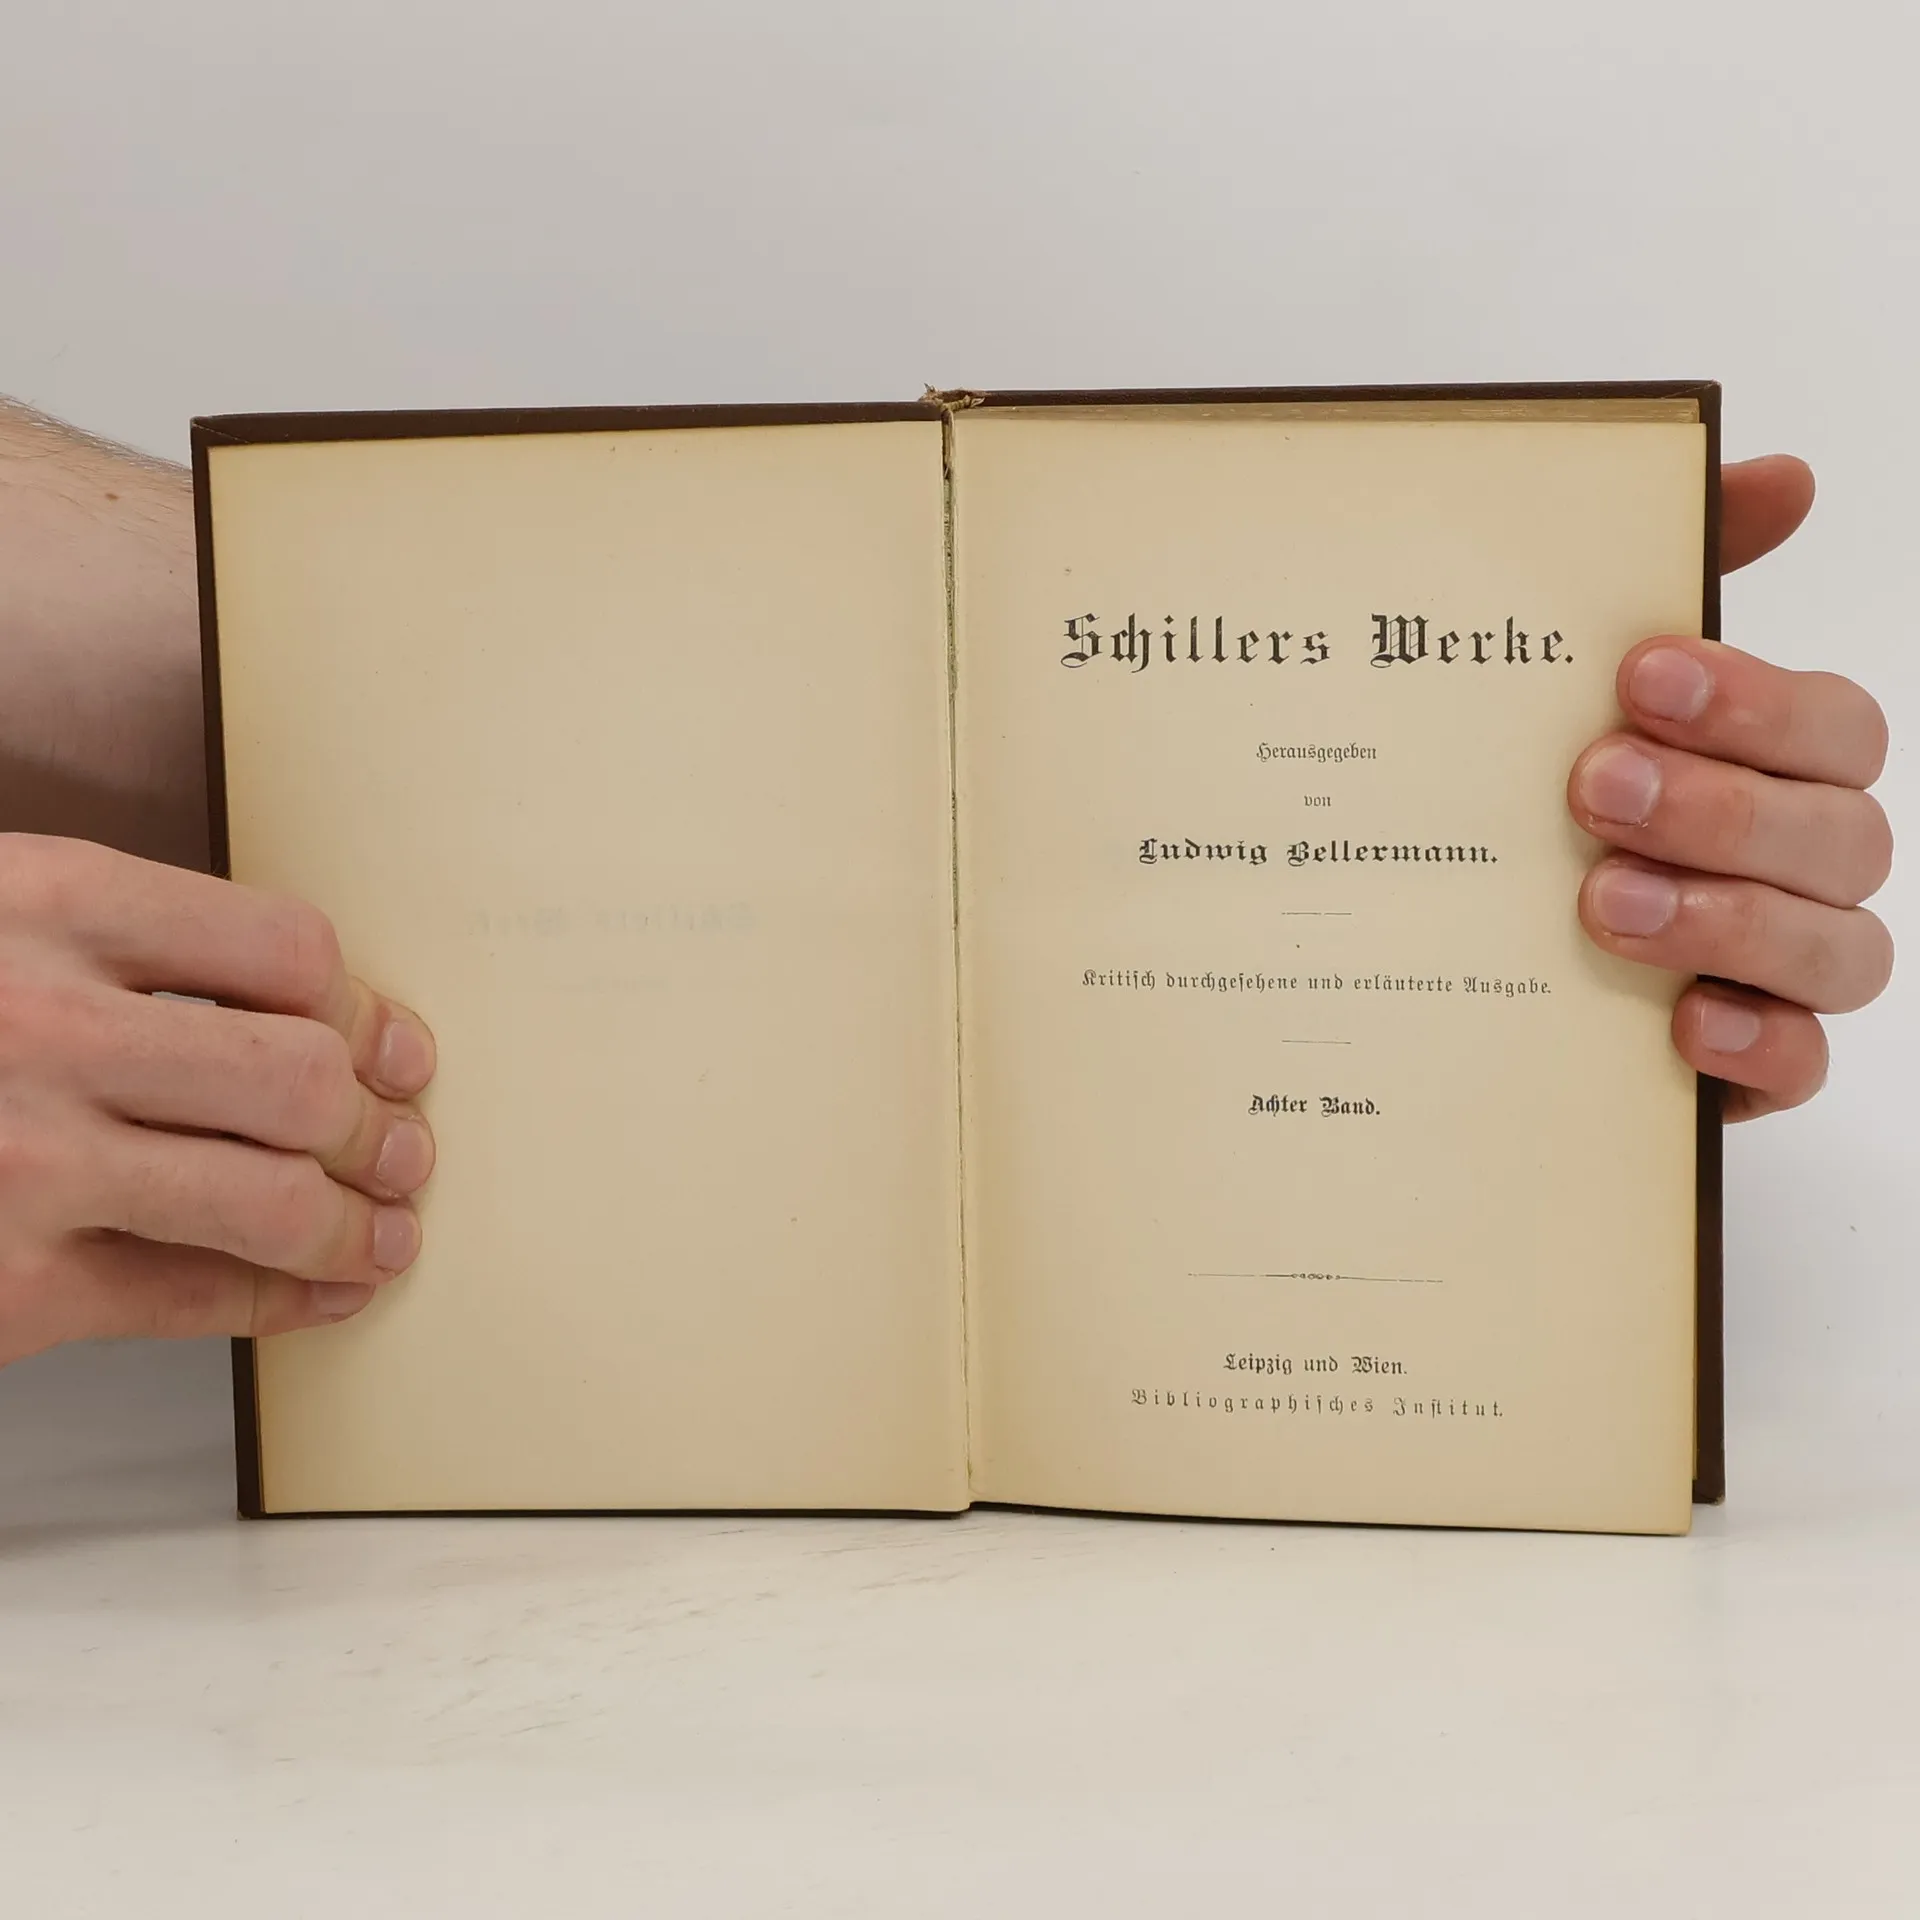 Schillers Werke.
Herausgegeben
von
Ludwig Bellermann.
Kritiſch durchgeſehene und erläuterte Ausgabe.
Achter Band.
Leipzig und Wien.
Bibliographiſches Inſtitut.